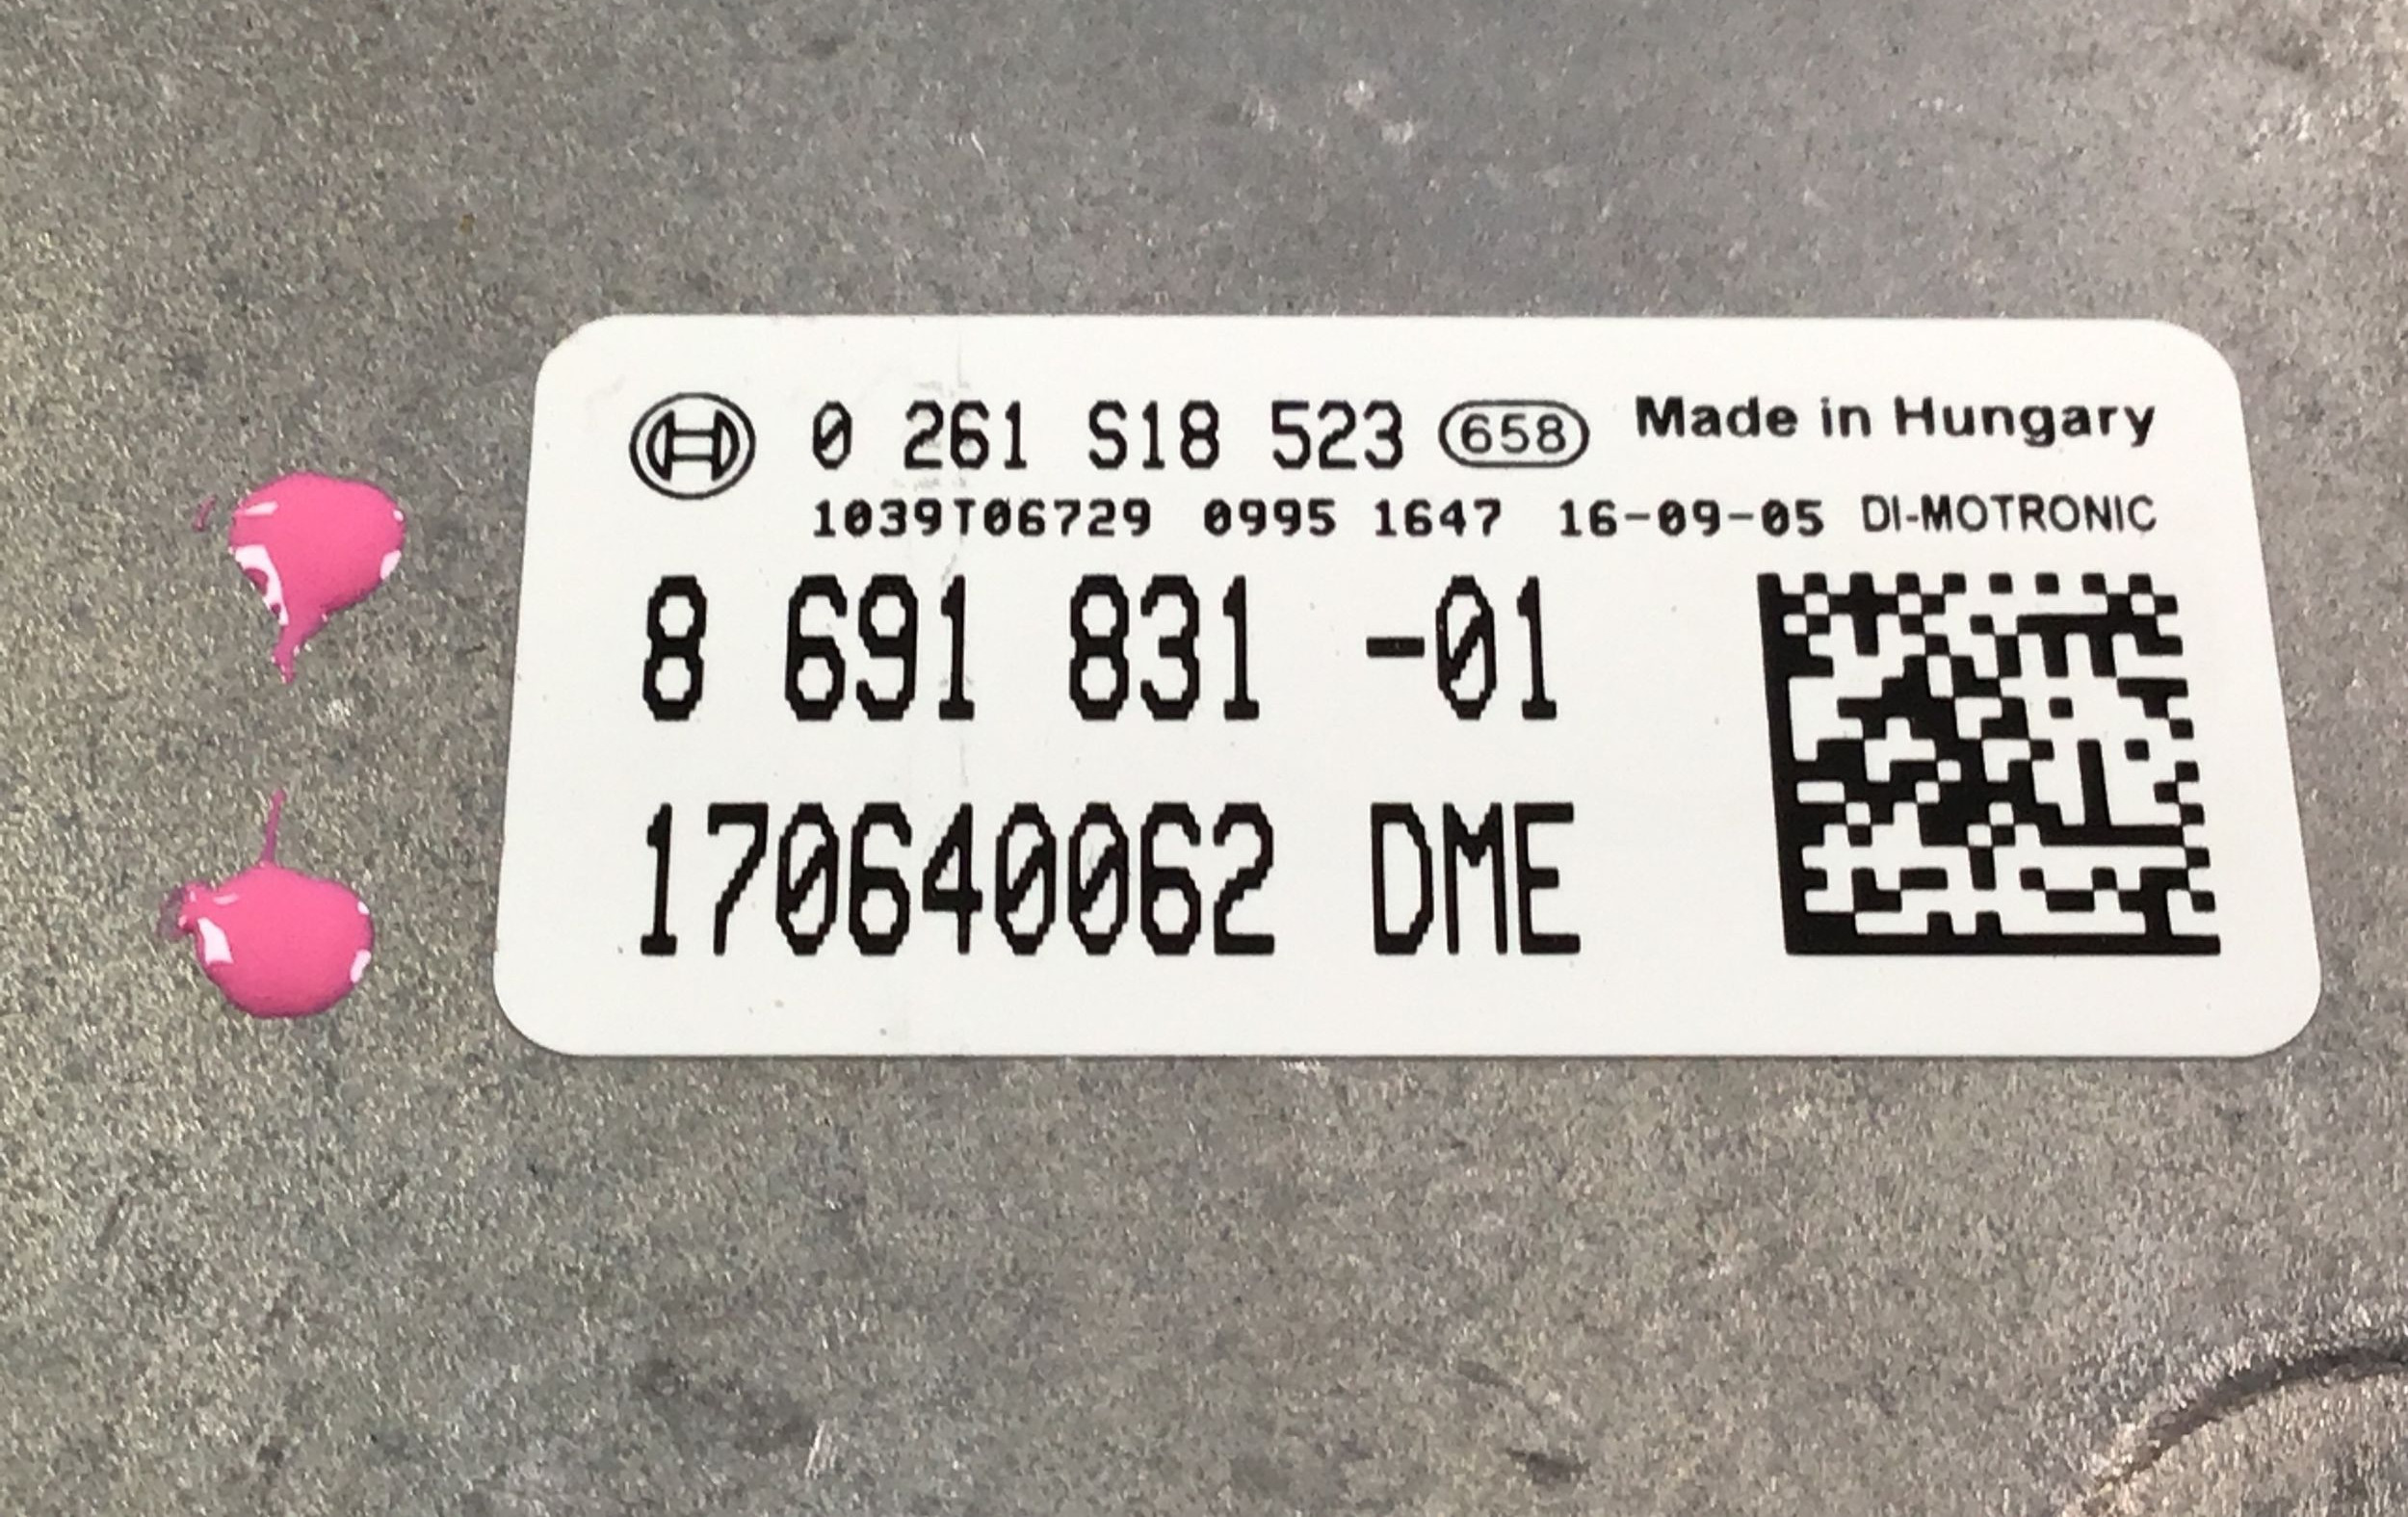 0 261 S18 523 658 Made in Hungary
1039T06729 0995 1647 16-09-05 DI-MOTRONIC
8 691 831 -01
170640062 DME